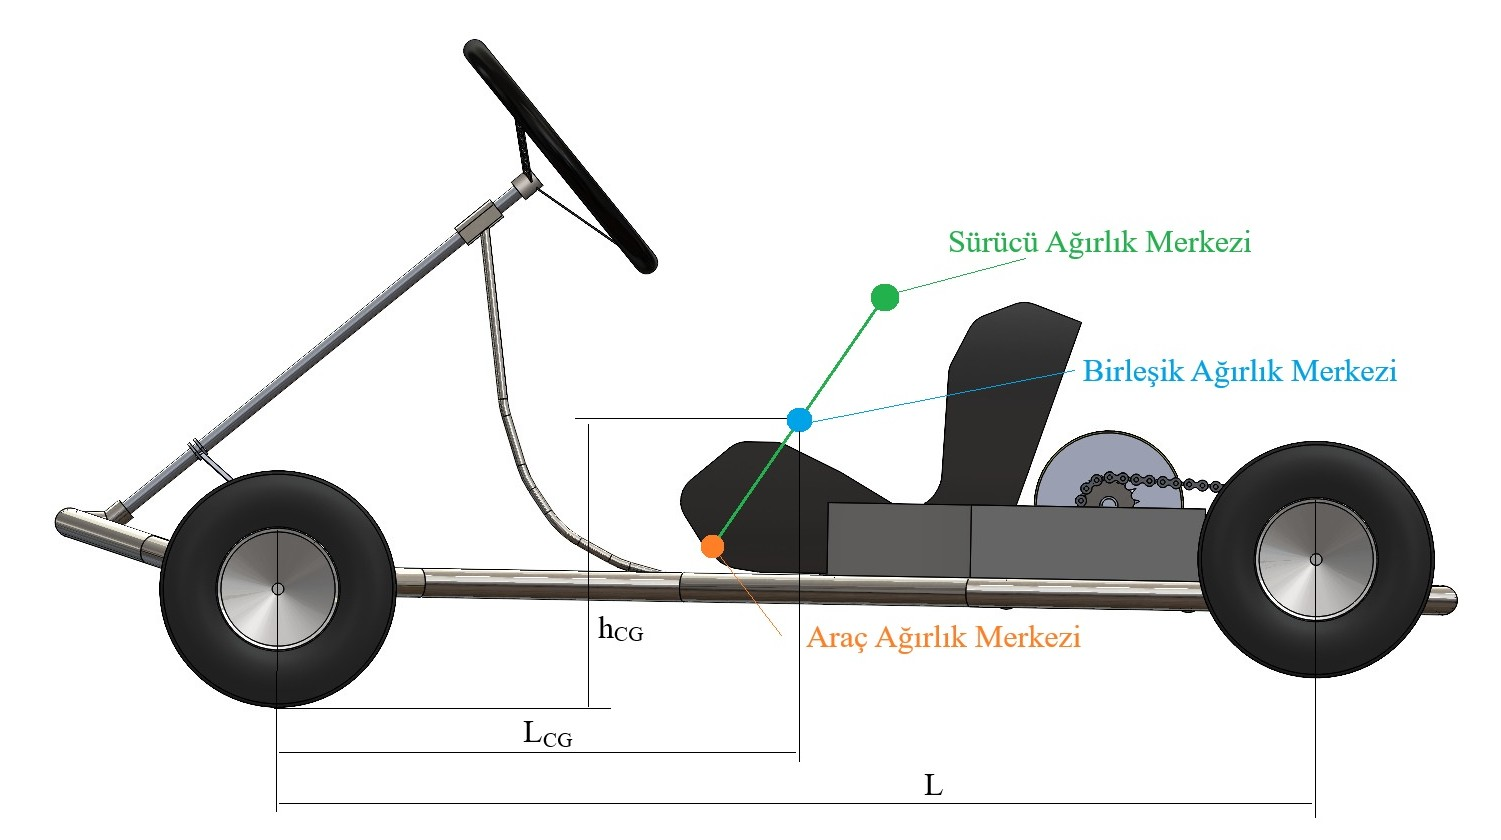 Sürücü Ağırlık Merkezi
Birleşik Ağırlık Merkezi
hCG
Araç Ağırlık Merkezi
LCG
L